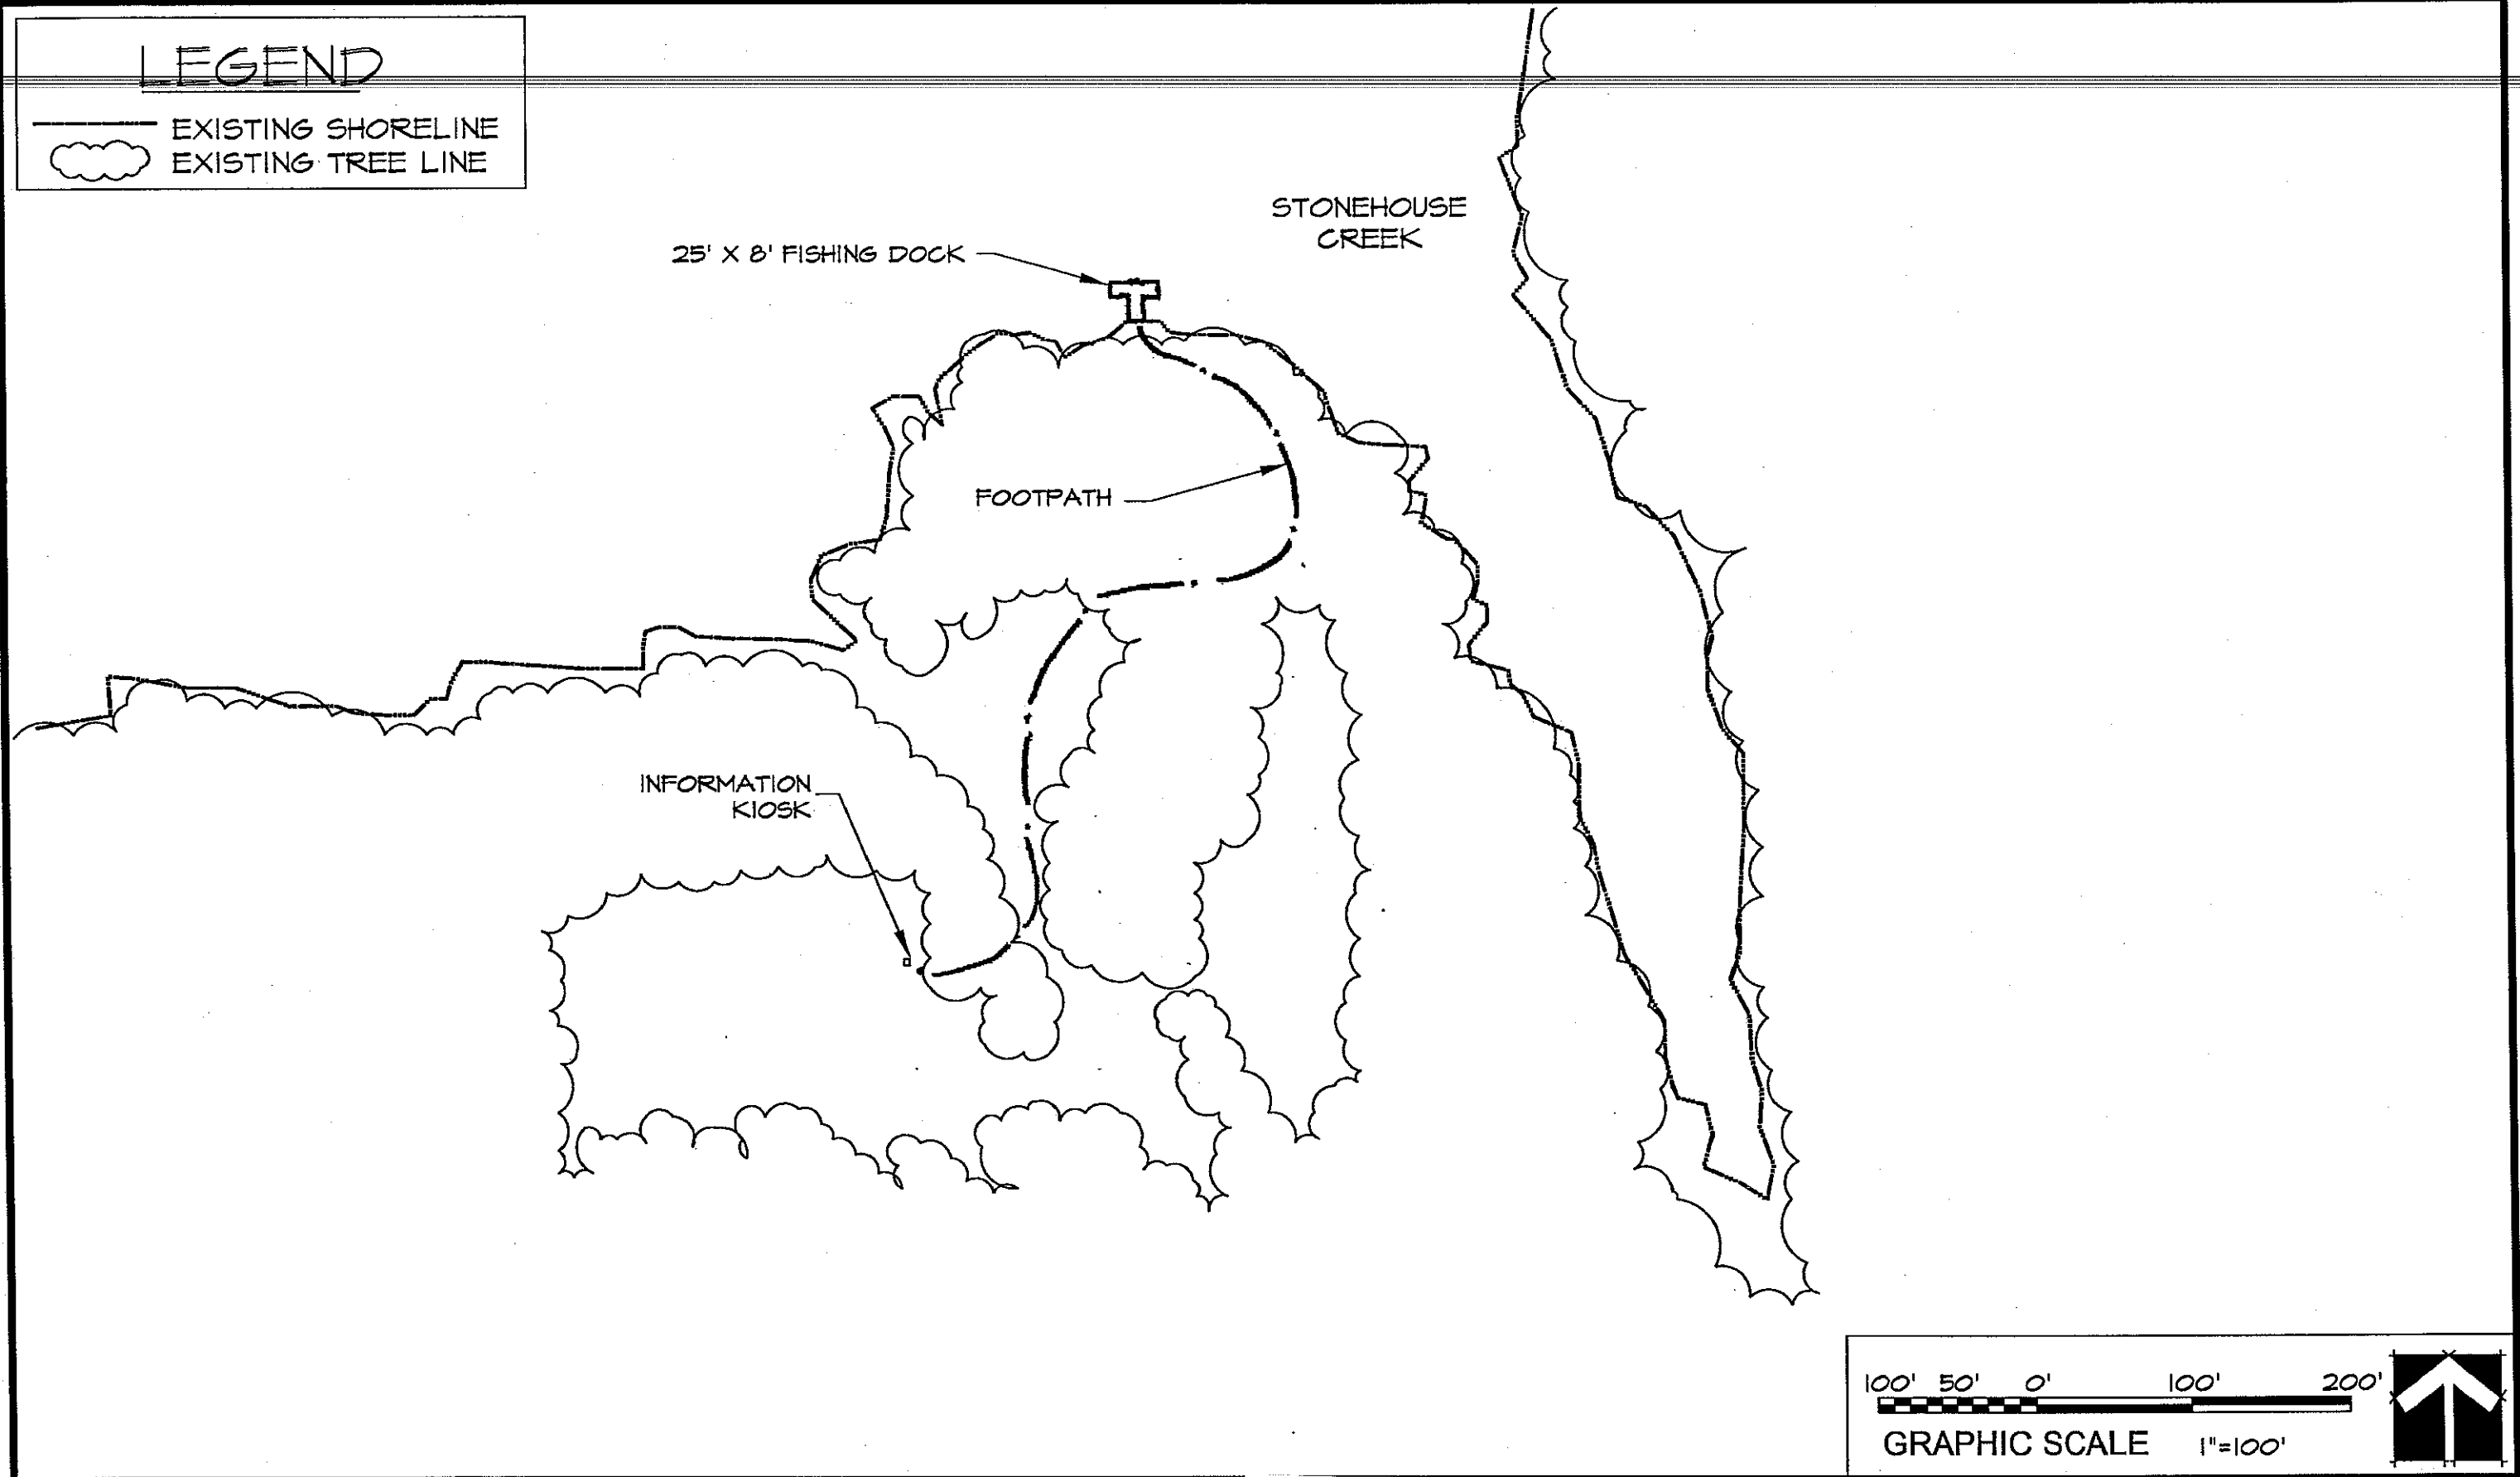 LEGEND
EXISTING SHORELINE
EXISTING TREE LINE
STONEHOUSE
CREEK
25' X 8' FISHING DOCK
FOOTPATH
INFORMATION
KIOSK
100' 50' 0' 100' 200'
GRAPHIC SCALE 1"=100'